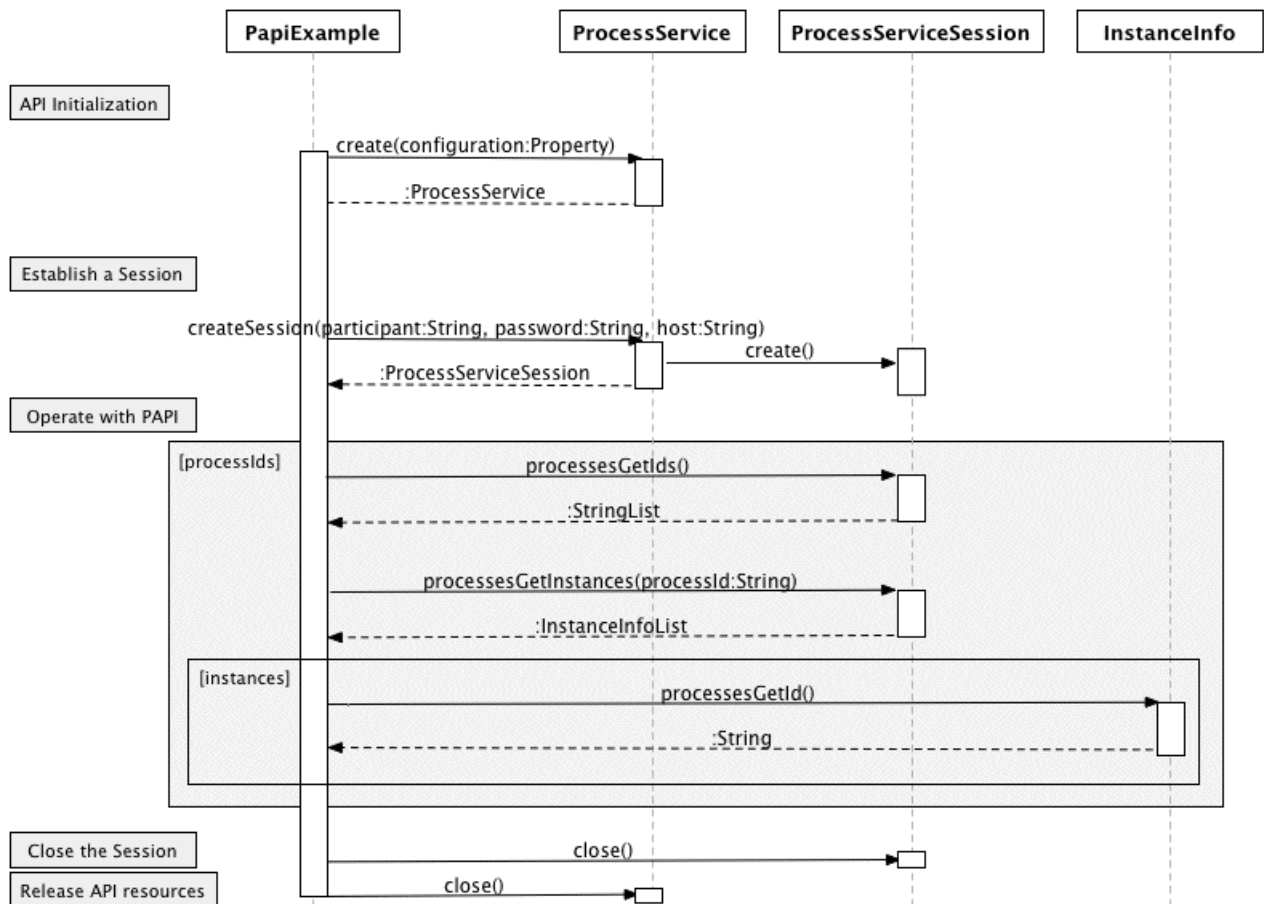 PapiExample
ProcessService
ProcessServiceSession
InstanceInfo
API Initialization
create(configuration:Property)
:ProcessService
Establish a Session
createSession(participant:String, password:String, host:String)
create()
:ProcessServiceSession
Operate with PAPI
[processIds]
processesGetIds()
:StringList
processesGetInstances(processId:String)
:InstanceInfoList
[instances]
processesGetId()
:String
Close the Session
close()
Release API resources
close()